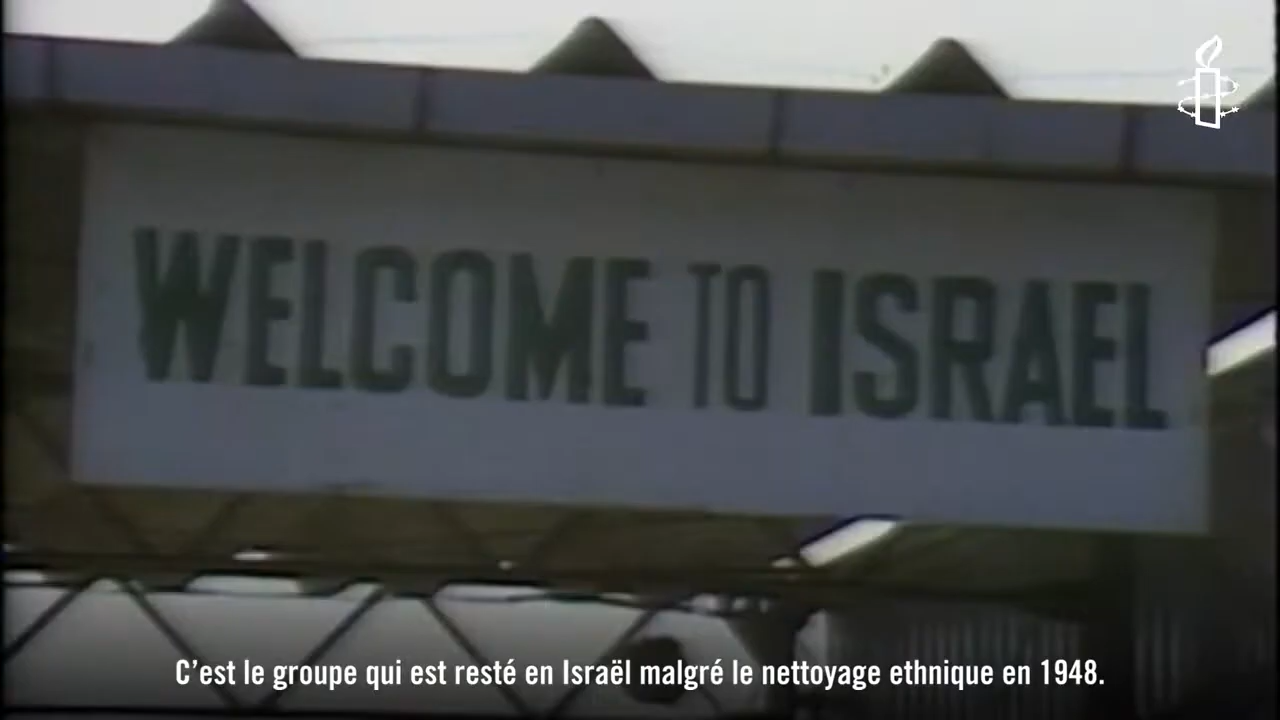 WELCOME TO ISRAEL
C’est le groupe qui est resté en Israël malgré le nettoyage ethnique en 1948.